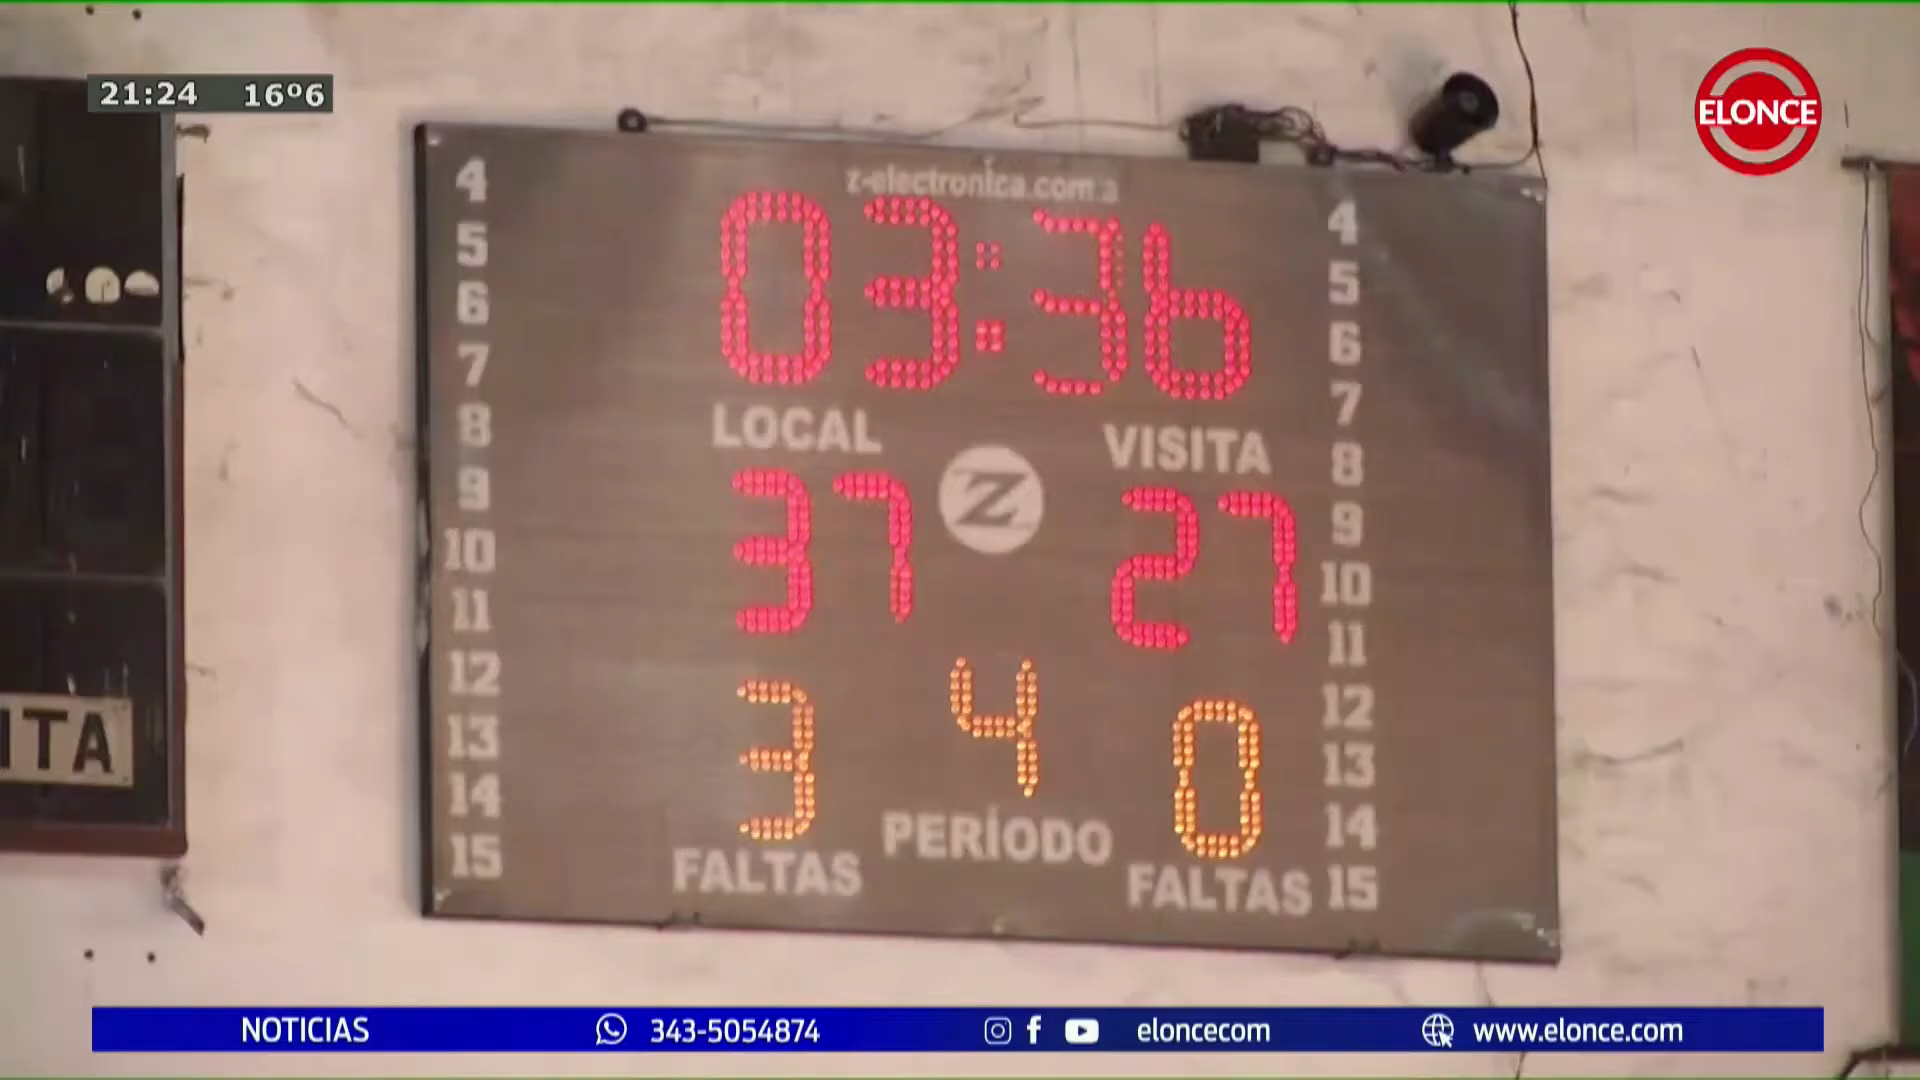 21:24 16º6
ELONCE
z-electronica.com.a
03:36
LOCAL
VISITA
37
Z
27
3
4
0
FALTAS
PERÍODO
FALTAS
4
5
6
7
8
9
10
11
12
13
14
15
4
5
6
7
8
9
10
11
12
13
14
15
ITA
NOTICIAS 343-5054874 eloncecom www.elonce.com